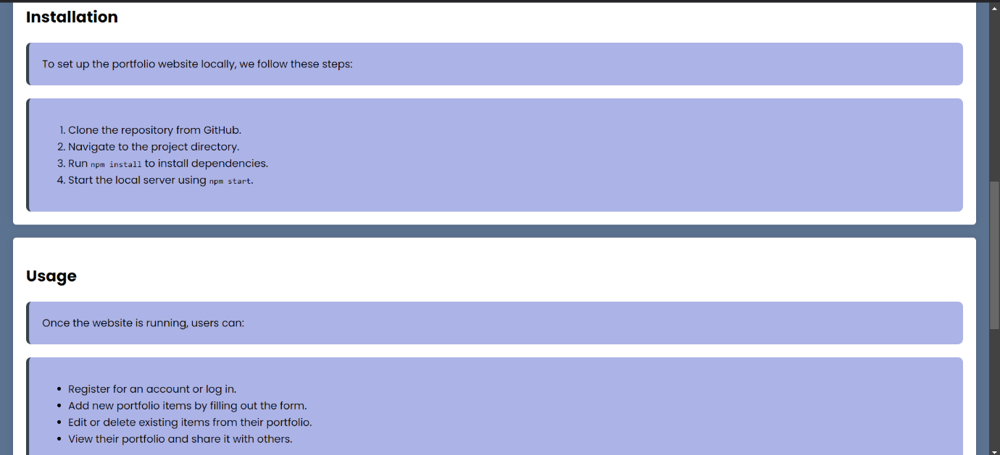 Installation
To set up the portfolio website locally, we follow these steps:
1. Clone the repository from GitHub.
2. Navigate to the project directory.
3. Run npm install to install dependencies.
4. Start the local server using npm start.
Usage
Once the website is running, users can:
• Register for an account or log in.
• Add new portfolio items by filling out the form.
• Edit or delete existing items from their portfolio.
• View their portfolio and share it with others.